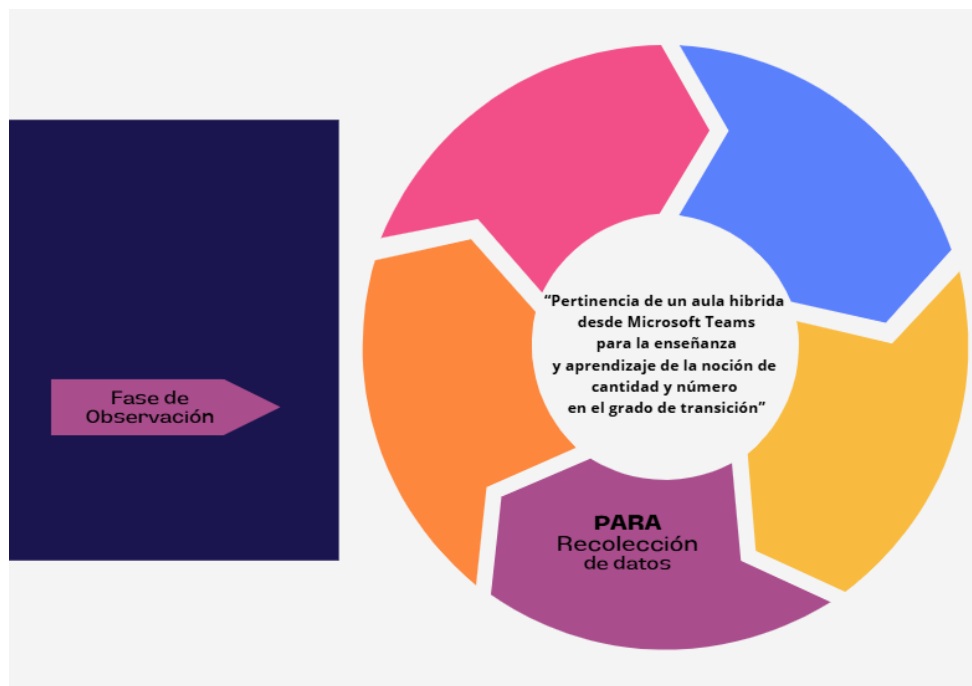 Fase de
Observación
“Pertinencia de un aula hibrida
desde Microsoft Teams
para la enseñanza
y aprendizaje de la noción de
cantidad y número
en el grado de transición”
PARA
Recolección
de datos